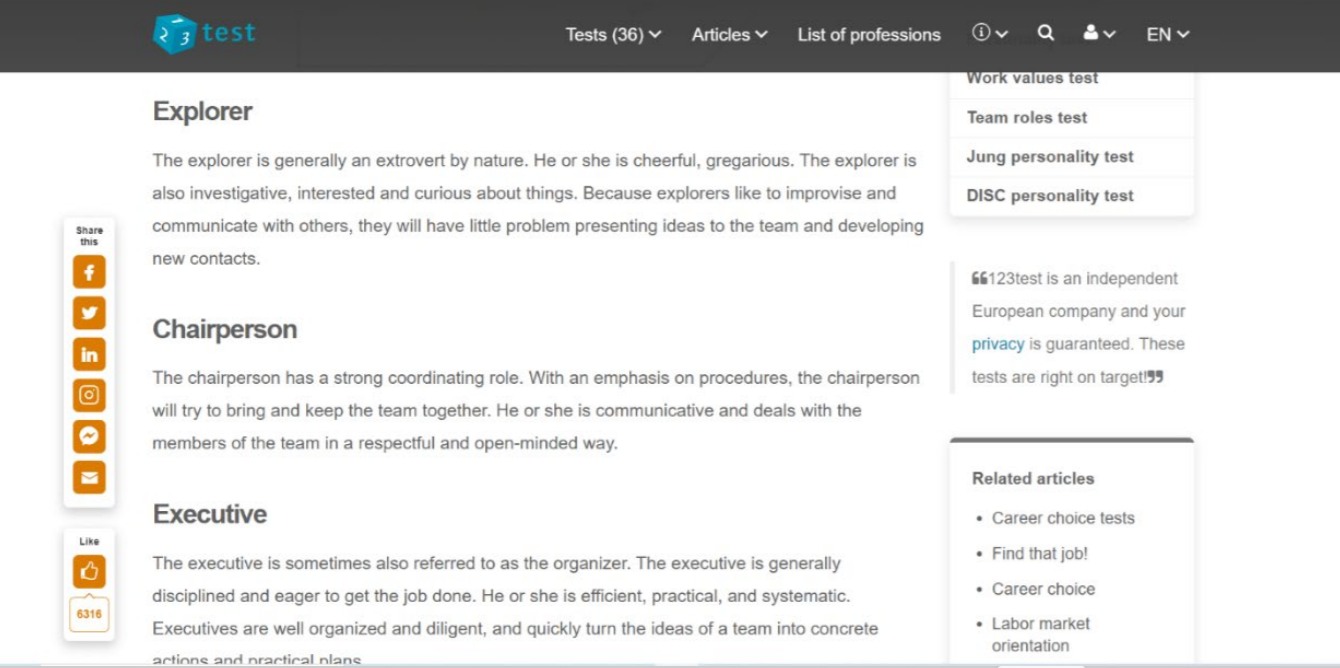 23 test
Tests (36)
Articles
List of professions
EN
Explorer
The explorer is generally an extrovert by nature. He or she is cheerful, gregarious. The explorer is
also investigative, interested and curious about things. Because explorers like to improvise and
communicate with others, they will have little problem presenting ideas to the team and developing
new contacts.
Chairperson
The chairperson has a strong coordinating role. With an emphasis on procedures, the chairperson
will try to bring and keep the team together. He or she is communicative and deals with the
members of the team in a respectful and open-minded way.
Executive
The executive is sometimes also referred to as the organizer. The executive is generally
disciplined and eager to get the job done. He or she is efficient, practical, and systematic.
Executives are well organized and diligent, and quickly turn the ideas of a team into concrete
actions and practical plans
Share
this
Like
6316
Work values test
Team roles test
Jung personality test
DISC personality test
❝123test is an independent
European company and your
privacy is guaranteed. These
tests are right on target!❞
Related articles
• Career choice tests
• Find that job!
• Career choice
• Labor market
orientation